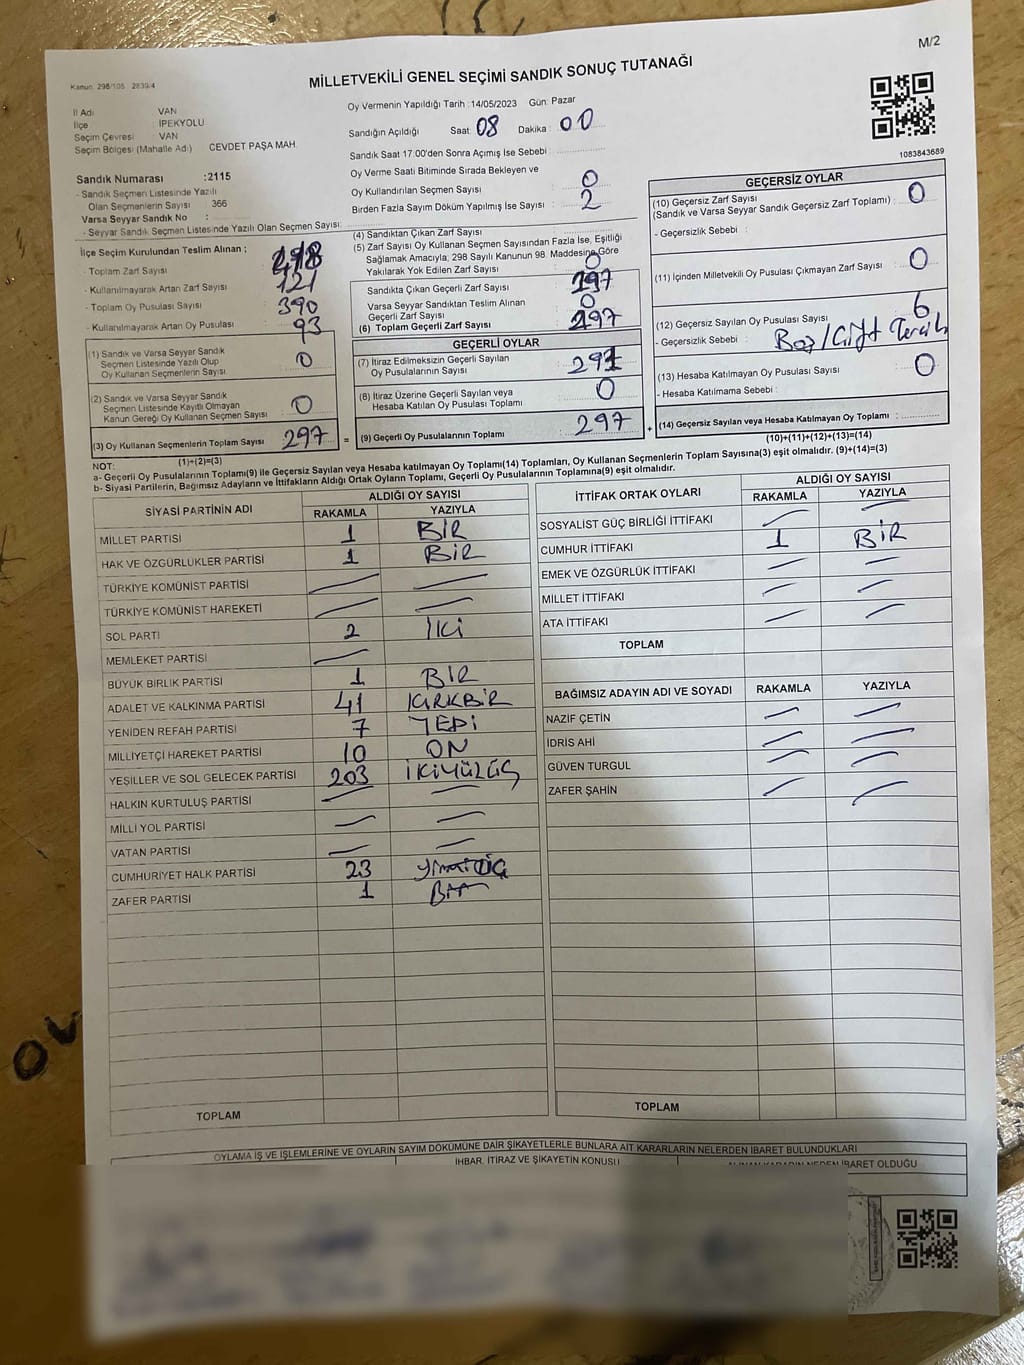 M/2
MİLLETVEKİLİ GENEL SEÇİMİ SANDIK SONUÇ TUTANAĞI
Kanun: 298/105 2839/4
İl Adı VAN
İlçe : İPEKYOLU
Seçim Çevresi : VAN
Seçim Bölgesi (Mahalle Adı) CEVDET PAŞA MAH.
Sandık Numarası : 2115
- Sandık Seçmen Listesinde Yazılı
Olan Seçmenlerin Sayısı : 366
Varsa Seyyar Sandık No :
- Seyyar Sandık Seçmen Listesinde Yazılı Olan Seçmen Sayısı:
Oy Vermenin Yapıldığı Tarih : 14/05/2023 Gün: Pazar
Sandığın Açıldığı Saat: 08 Dakika : 00
Sandık Saat 17.00'den Sonra Açımış İse Sebebi :
Oy Verme Saati Bitiminde Sırada Bekleyen ve
Oy Kullandırılan Seçmen Sayısı 0
Birden Fazla Sayım Döküm Yapılmış İse Sayısı : 2
1083843689
İlçe Seçim Kurulundan Teslim Alınan ;
- Toplam Zarf Sayısı
- Kullanılmayarak Artan Zarf Sayısı 121
- Toplam Oy Pusulası Sayısı 390
- Kullanılmayarak Artan Oy Pusulası 93
(1) Sandık ve Varsa Seyyar Sandık
Seçmen Listesinde Yazılı Olup
Oy Kullanan Seçmenlerin Sayısı 0
(2) Sandık ve Varsa Seyyar Sandık
Seçmen Listesinde Kayıtlı Olmayan
Kanun Gereği Oy Kullanan Seçmen Sayısı 0
(3) Oy Kullanan Seçmenlerin Toplam Sayısı 297 =
(1)+(2)=(3)
(4) Sandıktan Çıkan Zarf Sayısı
(5) Zarf Sayısı Oy Kullanan Seçmen Sayısından Fazla İse, Eşitliği
Sağlamak Amacıyla; 298 Sayılı Kanunun 98. Maddesine Göre
Yakılarak Yok Edilen Zarf Sayısı 0
Sandıkta Çıkan Geçerli Zarf Sayısı 297
Varsa Seyyar Sandıktan Teslim Alınan
Geçerli Zarf Sayısı 0
(6) Toplam Geçerli Zarf Sayısı 297
GEÇERLİ OYLAR
(7) İtiraz Edilmeksizin Geçerli Sayılan
Oy Pusulalarının Sayısı 297
(8) İtiraz Üzerine Geçerli Sayılan veya
Hesaba Katılan Oy Pusulası Toplamı 0
(9) Geçerli Oy Pusulalarının Toplamı 297 +
GEÇERSİZ OYLAR
(10) Geçersiz Zarf Sayısı
(Sandık ve Varsa Seyyar Sandık Geçersiz Zarf Toplamı) : 0
- Geçersizlik Sebebi :
(11) İçinden Milletvekili Oy Pusulası Çıkmayan Zarf Sayısı 0
(12) Geçersiz Sayılan Oy Pusulası Sayısı 6
- Geçersizlik Sebebi : Boş/Çift Tercih
(13) Hesaba Katılmayan Oy Pusulası Sayısı 0
- Hesaba Katılmama Sebebi :
(14) Geçersiz Sayılan veya Hesaba Katılmayan Oy Toplamı :
(10)+(11)+(12)+(13)=(14)
NOT:
a- Geçerli Oy Pusulalarının Toplamı(9) ile Geçersiz Sayılan veya Hesaba katılmayan Oy Toplamı(14) Toplamları, Oy Kullanan Seçmenlerin Toplam Sayısına(3) eşit olmalıdır. (9)+(14)=(3)
b- Siyasi Partilerin, Bağımsız Adayların ve İttifakların Aldığı Ortak Oyların Toplamı, Geçerli Oy Pusulalarının Toplamına(9) eşit olmalıdır.
SİYASİ PARTİNİN ADI ALDIĞI OY SAYISI
RAKAMLA YAZIYLA
MİLLET PARTİSİ 1 BİR
HAK VE ÖZGÜRLÜKLER PARTİSİ 1 BİR
TÜRKİYE KOMÜNİST PARTİSİ
TÜRKİYE KOMÜNİST HAREKETİ
SOL PARTİ 2 İKİ
MEMLEKET PARTİSİ
BÜYÜK BİRLİK PARTİSİ 1 BİR
ADALET VE KALKINMA PARTİSİ 41 KIRKBİR
YENİDEN REFAH PARTİSİ 7 YEDİ
MİLLİYETÇİ HAREKET PARTİSİ 10 ON
YEŞİLLER VE SOL GELECEK PARTİSİ 203 İKİYÜZÜÇ
HALKIN KURTULUŞ PARTİSİ
MİLLİ YOL PARTİSİ
VATAN PARTİSİ
CUMHURİYET HALK PARTİSİ 23
ZAFER PARTİSİ 1 Bir
TOPLAM
İTTİFAK ORTAK OYLARI ALDIĞI OY SAYISI
RAKAMLA YAZIYLA
SOSYALİST GÜÇ BİRLİĞİ İTTİFAKI
CUMHUR İTTİFAKI 1 BİR
EMEK VE ÖZGÜRLÜK İTTİFAKI
MİLLET İTTİFAKI
ATA İTTİFAKI
TOPLAM
BAĞIMSIZ ADAYIN ADI VE SOYADI RAKAMLA YAZIYLA
NAZİF ÇETİN
İDRİS AHİ
GÜVEN TURGUL
ZAFER ŞAHİN
TOPLAM
OYLAMA İŞ VE İŞLEMLERİNE VE OYLARIN SAYIM DÖKÜMÜNE DAİR ŞİKAYETLERLE BUNLARA AİT KARARLARIN NELERDEN İBARET BULUNDUKLARI
İHBAR, İTİRAZ VE ŞİKAYETİN KONUSU
ALINAN KARARIN NEDEN İBARET OLDUĞU